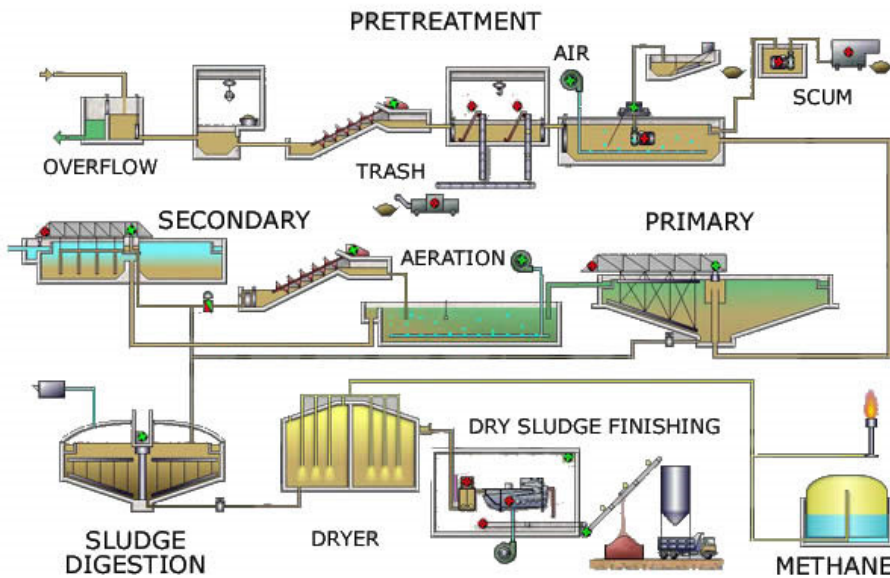 PRETREATMENT
AIR
SCUM
OVERFLOW
TRASH
SECONDARY
PRIMARY
AERATION
DRY SLUDGE FINISHING
SLUDGE
DIGESTION
DRYER
METHANE